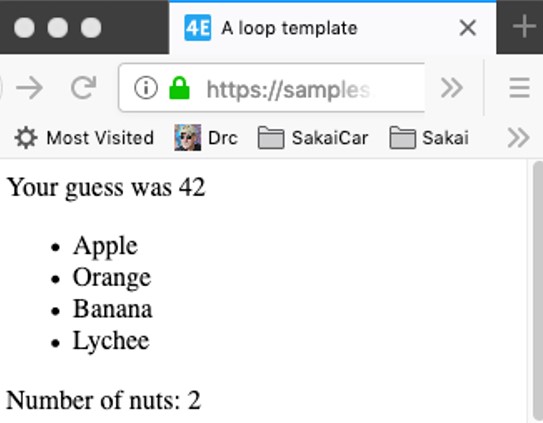 4E A loop template
https://samples
Most Visited Drc SakaiCar Sakai
Your guess was 42
Apple
Orange
Banana
Lychee
Number of nuts: 2